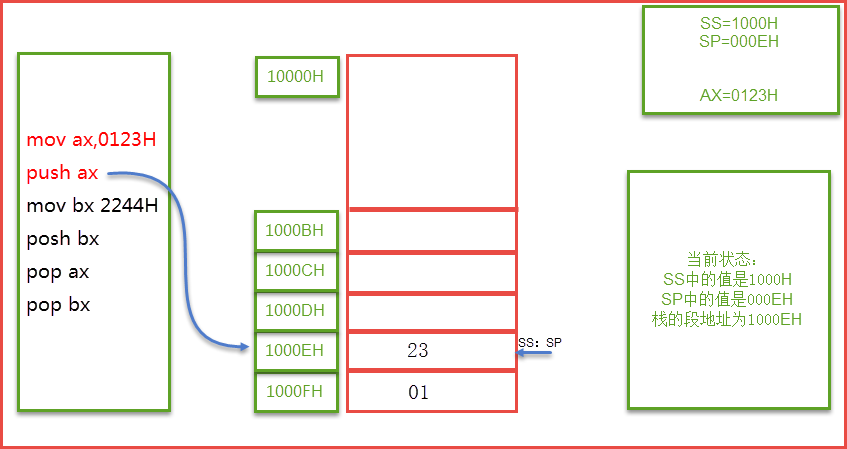 mov ax,0123H
push ax
mov bx 2244H
posh bx
pop ax
pop bx
10000H
1000BH
1000CH
1000DH
1000EH
1000FH
23
01
SS：SP
SS=1000H
SP=000EH
AX=0123H
当前状态：
SS中的值是1000H
SP中的值是000EH
栈的段地址为1000EH